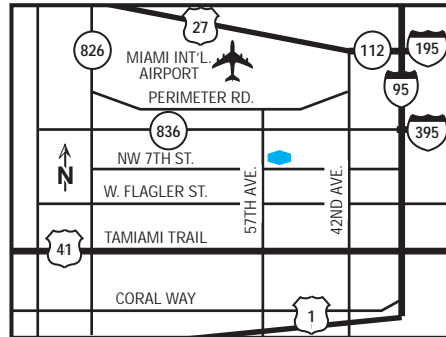 27
826
MIAMI INT'L.
AIRPORT
112
195
95
PERIMETER RD.
836
395
NW 7TH ST.
N
W. FLAGLER ST.
57TH AVE.
42ND AVE.
TAMIAMI TRAIL
41
CORAL WAY
1